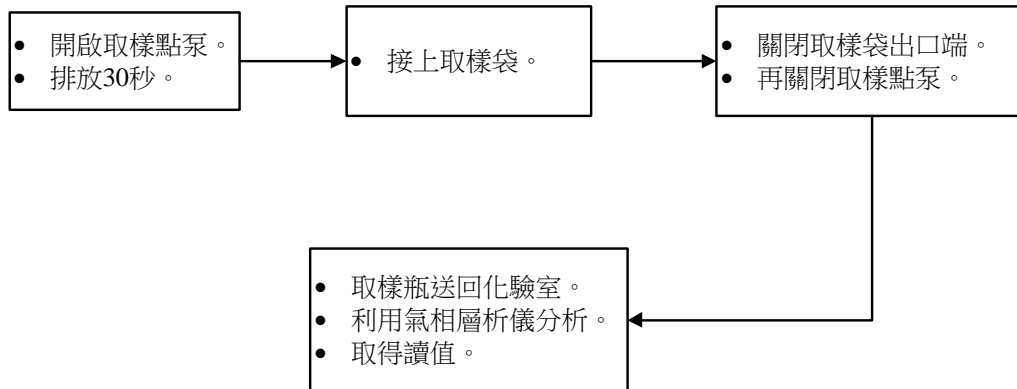 • 開啟取樣點泵。
• 排放30秒。
• 接上取樣袋。
• 關閉取樣袋出口端。
• 再關閉取樣點泵。
• 取樣瓶送回化驗室。
• 利用氣相層析儀分析。
• 取得讀值。